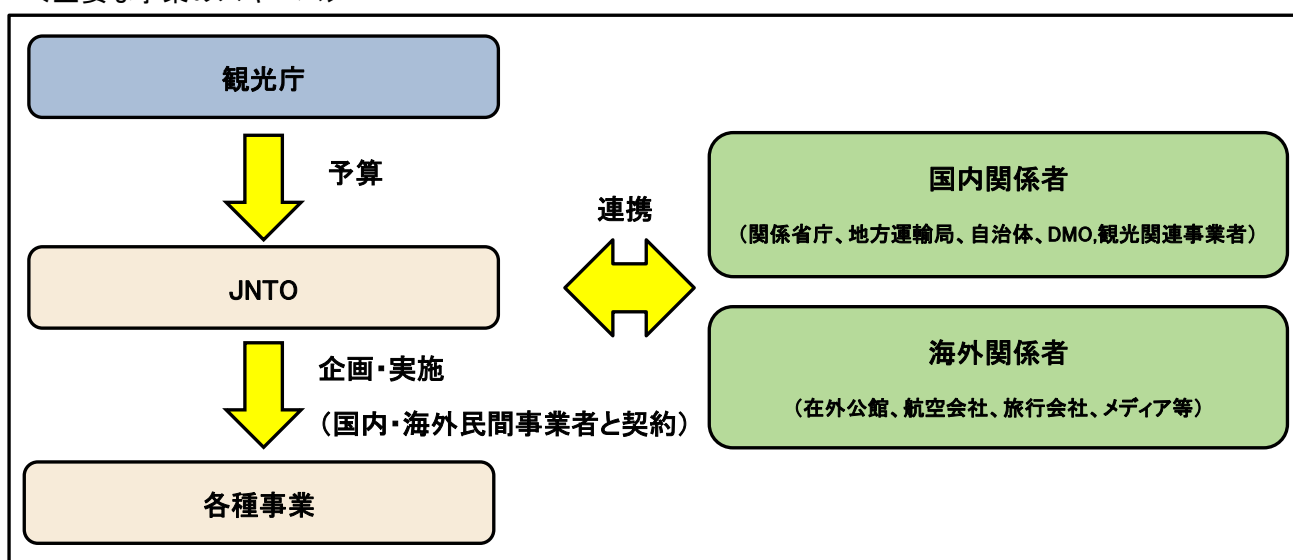 観光庁
予算
JNTO
企画・実施
（国内・海外民間事業者と契約）
各種事業
連携
国内関係者
（関係省庁、地方運輸局、自治体、DMO,観光関連事業者）
海外関係者
（在外公館、航空会社、旅行会社、メディア等）